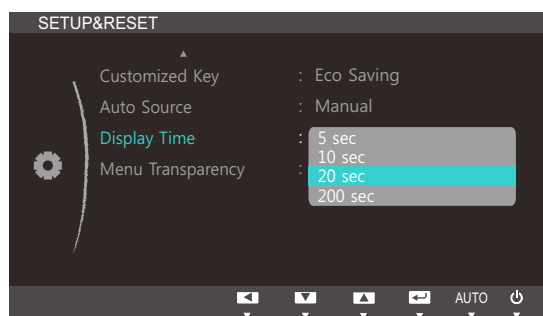 SETUP&RESET
Customized Key : Eco Saving
Auto Source : Manual
Display Time : 5 sec
10 sec
Menu Transparency : 20 sec
200 sec
AUTO